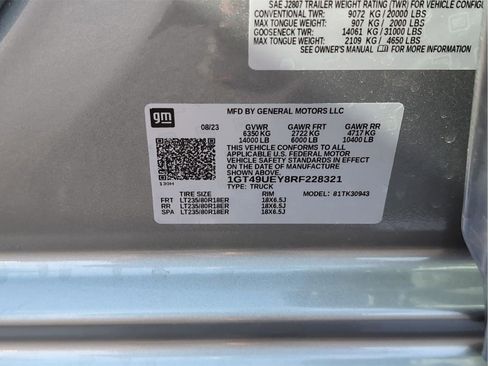 SAE J2807 TRAILER WEIGHT RATING (TWR) FOR VEHICLE CONFIG
CONVENTIONAL TWR: 9072 KG / 20000 LBS
MAX TONGUE WEIGHT: 907 KG / 2000 LBS
GOOSENECK TWR: 14061 KG / 31000 LBS
MAX TONGUE WEIGHT: 2109 KG / 4650 LBS
SEE OWNER'S MANUAL FOR MORE INFORMATION
gm
MFD BY GENERAL MOTORS LLC
08/23 GVWR GAWR FRT GAWR RR
6350 KG 2722 KG 4717 KG
14000 LB 6000 LB 10400 LB
THIS VEHICLE CONFORMS TO ALL
APPLICABLE U.S. FEDERAL MOTOR
VEHICLE SAFETY STANDARDS IN
EFFECT ON THE DATE OF MANUFACTURE
SHOWN ABOVE.
1GT49UEY8RF228321
TYPE: TRUCK MODEL: 81TK30943
TIRE SIZE RIM
FRT LT235/80R18ER 18X6.5J
RR LT235/80R18ER 18X6.5J
SPA LT235/80R18ER 18X6.5J